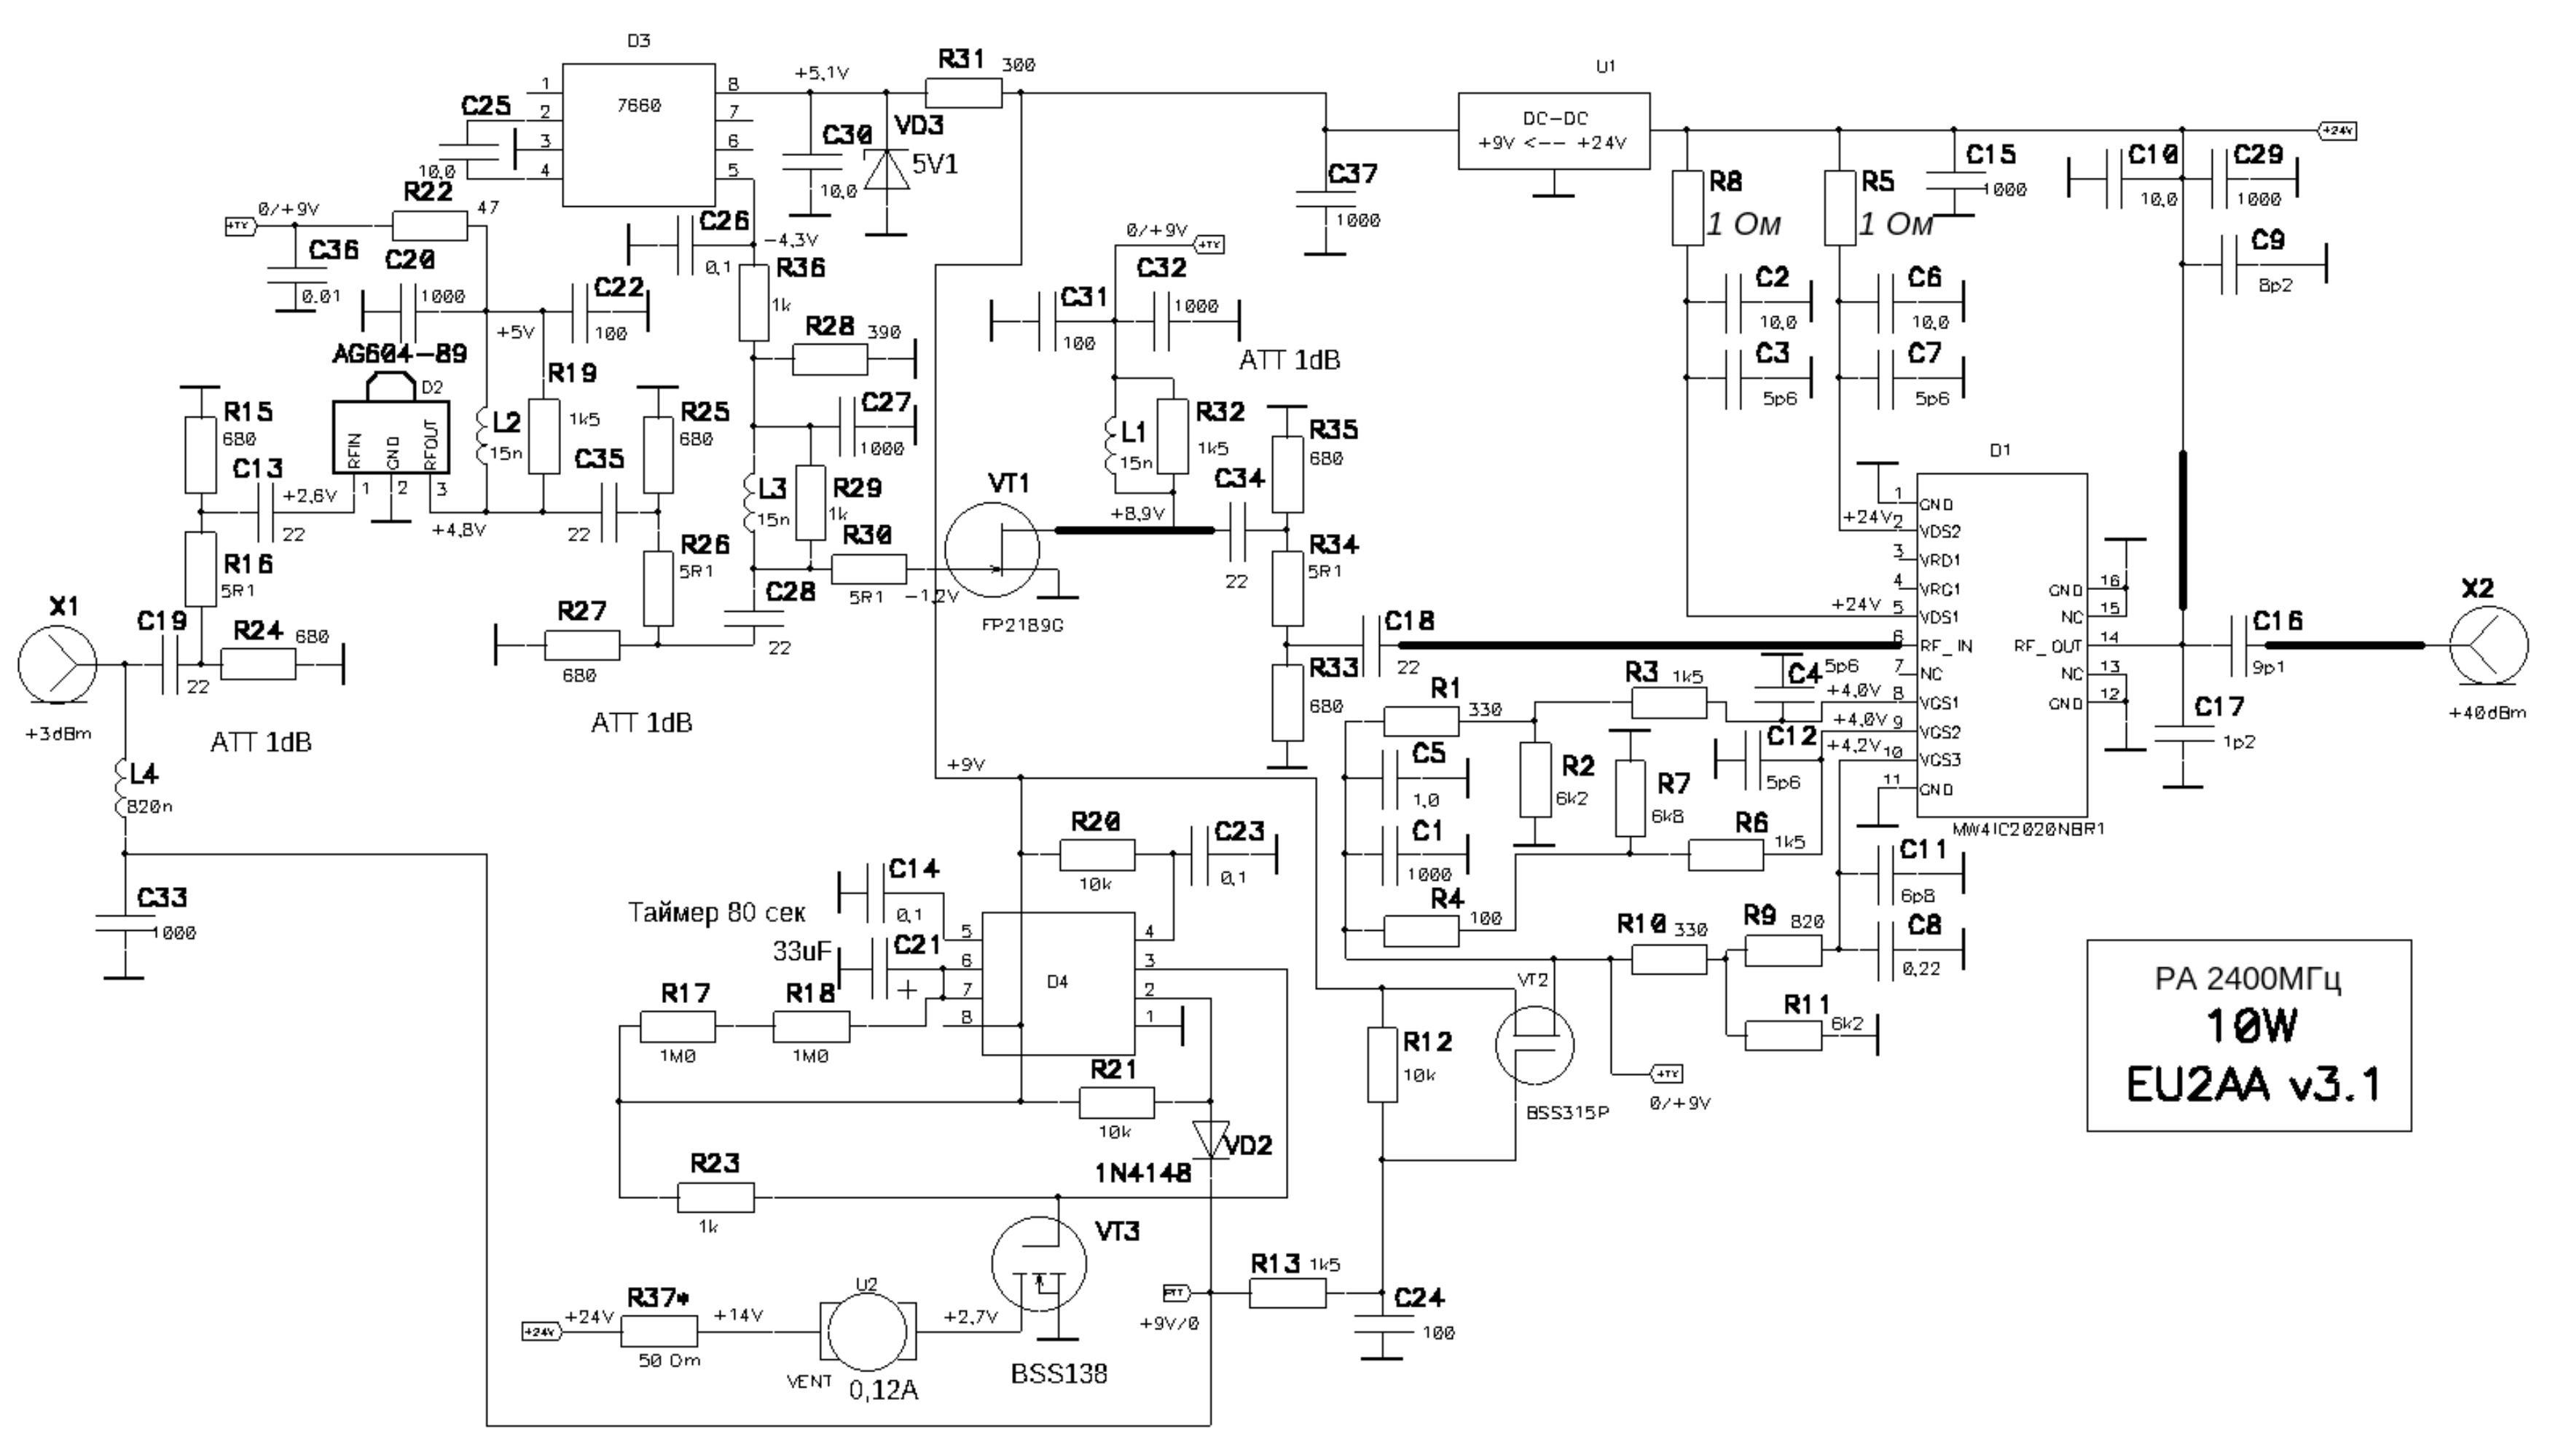 D3
7660
1
2
3
4
8
7
6
5
C25
10,0
+5,1V
R31 300
C30
10,0
VD3
5V1
U1
DC-DC
+9V <-- +24V
+24V
C37
1000
R8
1 Ом
R5
1 Ом
C15
1000
C10
10,0
C29
1000
C9
8p2
C2
10,0
C3
5p6
C6
10,0
C7
5p6
+TX
0/+9V
R22
47
C36
0.01
C20
1000
+5V
C22
100
AG604-89
D2
RFIN
GND
RFOUT
1
2
3
R19
1k5
L2
15n
R15
680
C13
22
+2,6V
+4,8V
C35
22
R25
680
R16
5R1
R26
5R1
X1
+3dBm
C19
22
R24 680
ATT 1dB
R27
680
ATT 1dB
C26
0,1
-4,3V
R36
1k
R28 390
C27
1000
L3
15n
R29
1k
R30
5R1
-1,2V
C28
22
VT1
FP2189G
0/+9V
+TX
C31
100
C32
1000
ATT 1dB
L1
15n
R32
1k5
+8,9V
C34
22
R35
680
R34
5R1
R33
680
C18
22
D1
MW4IC2020NBR1
1 GND
+24V 2 VDS2
3 VRD1
4 VRG1
+24V 5 VDS1
6 RF_IN
7 NC
+4,0V 8 VGS1
+4,0V 9 VGS2
+4,2V 10 VGS3
11 GND
GND 16
NC 15
RF_OUT 14
NC 13
GND 12
C16
9p1
X2
+40dBm
C17
1p2
R1 330
R3 1k5
C4
5p6
C5
1,0
R2
6k2
R7
6k8
C12
5p6
C1
1000
R6 1k5
R4 100
C11
6p8
C8
0,22
R10 330
R9 820
R11 6k2
VT2
BSS315P
+TX
0/+9V
R12
10k
L4
820n
C33
1000
+9V
R20
10k
C23
0,1
C14
0,1
Таймер 80 сек
33uF
C21
+
D4
5
6
7
8
4
3
2
1
R17
1M0
R18
1M0
R21
10k
VD2
1N4148
R23
1k
VT3
BSS138
+24V
+24V
R37*
50 Om
+14V
U2
VENT
0,12A
+2,7V
PTT
+9V/0
R13 1k5
C24
100
PA 2400МГц
10W
EU2AA v3.1